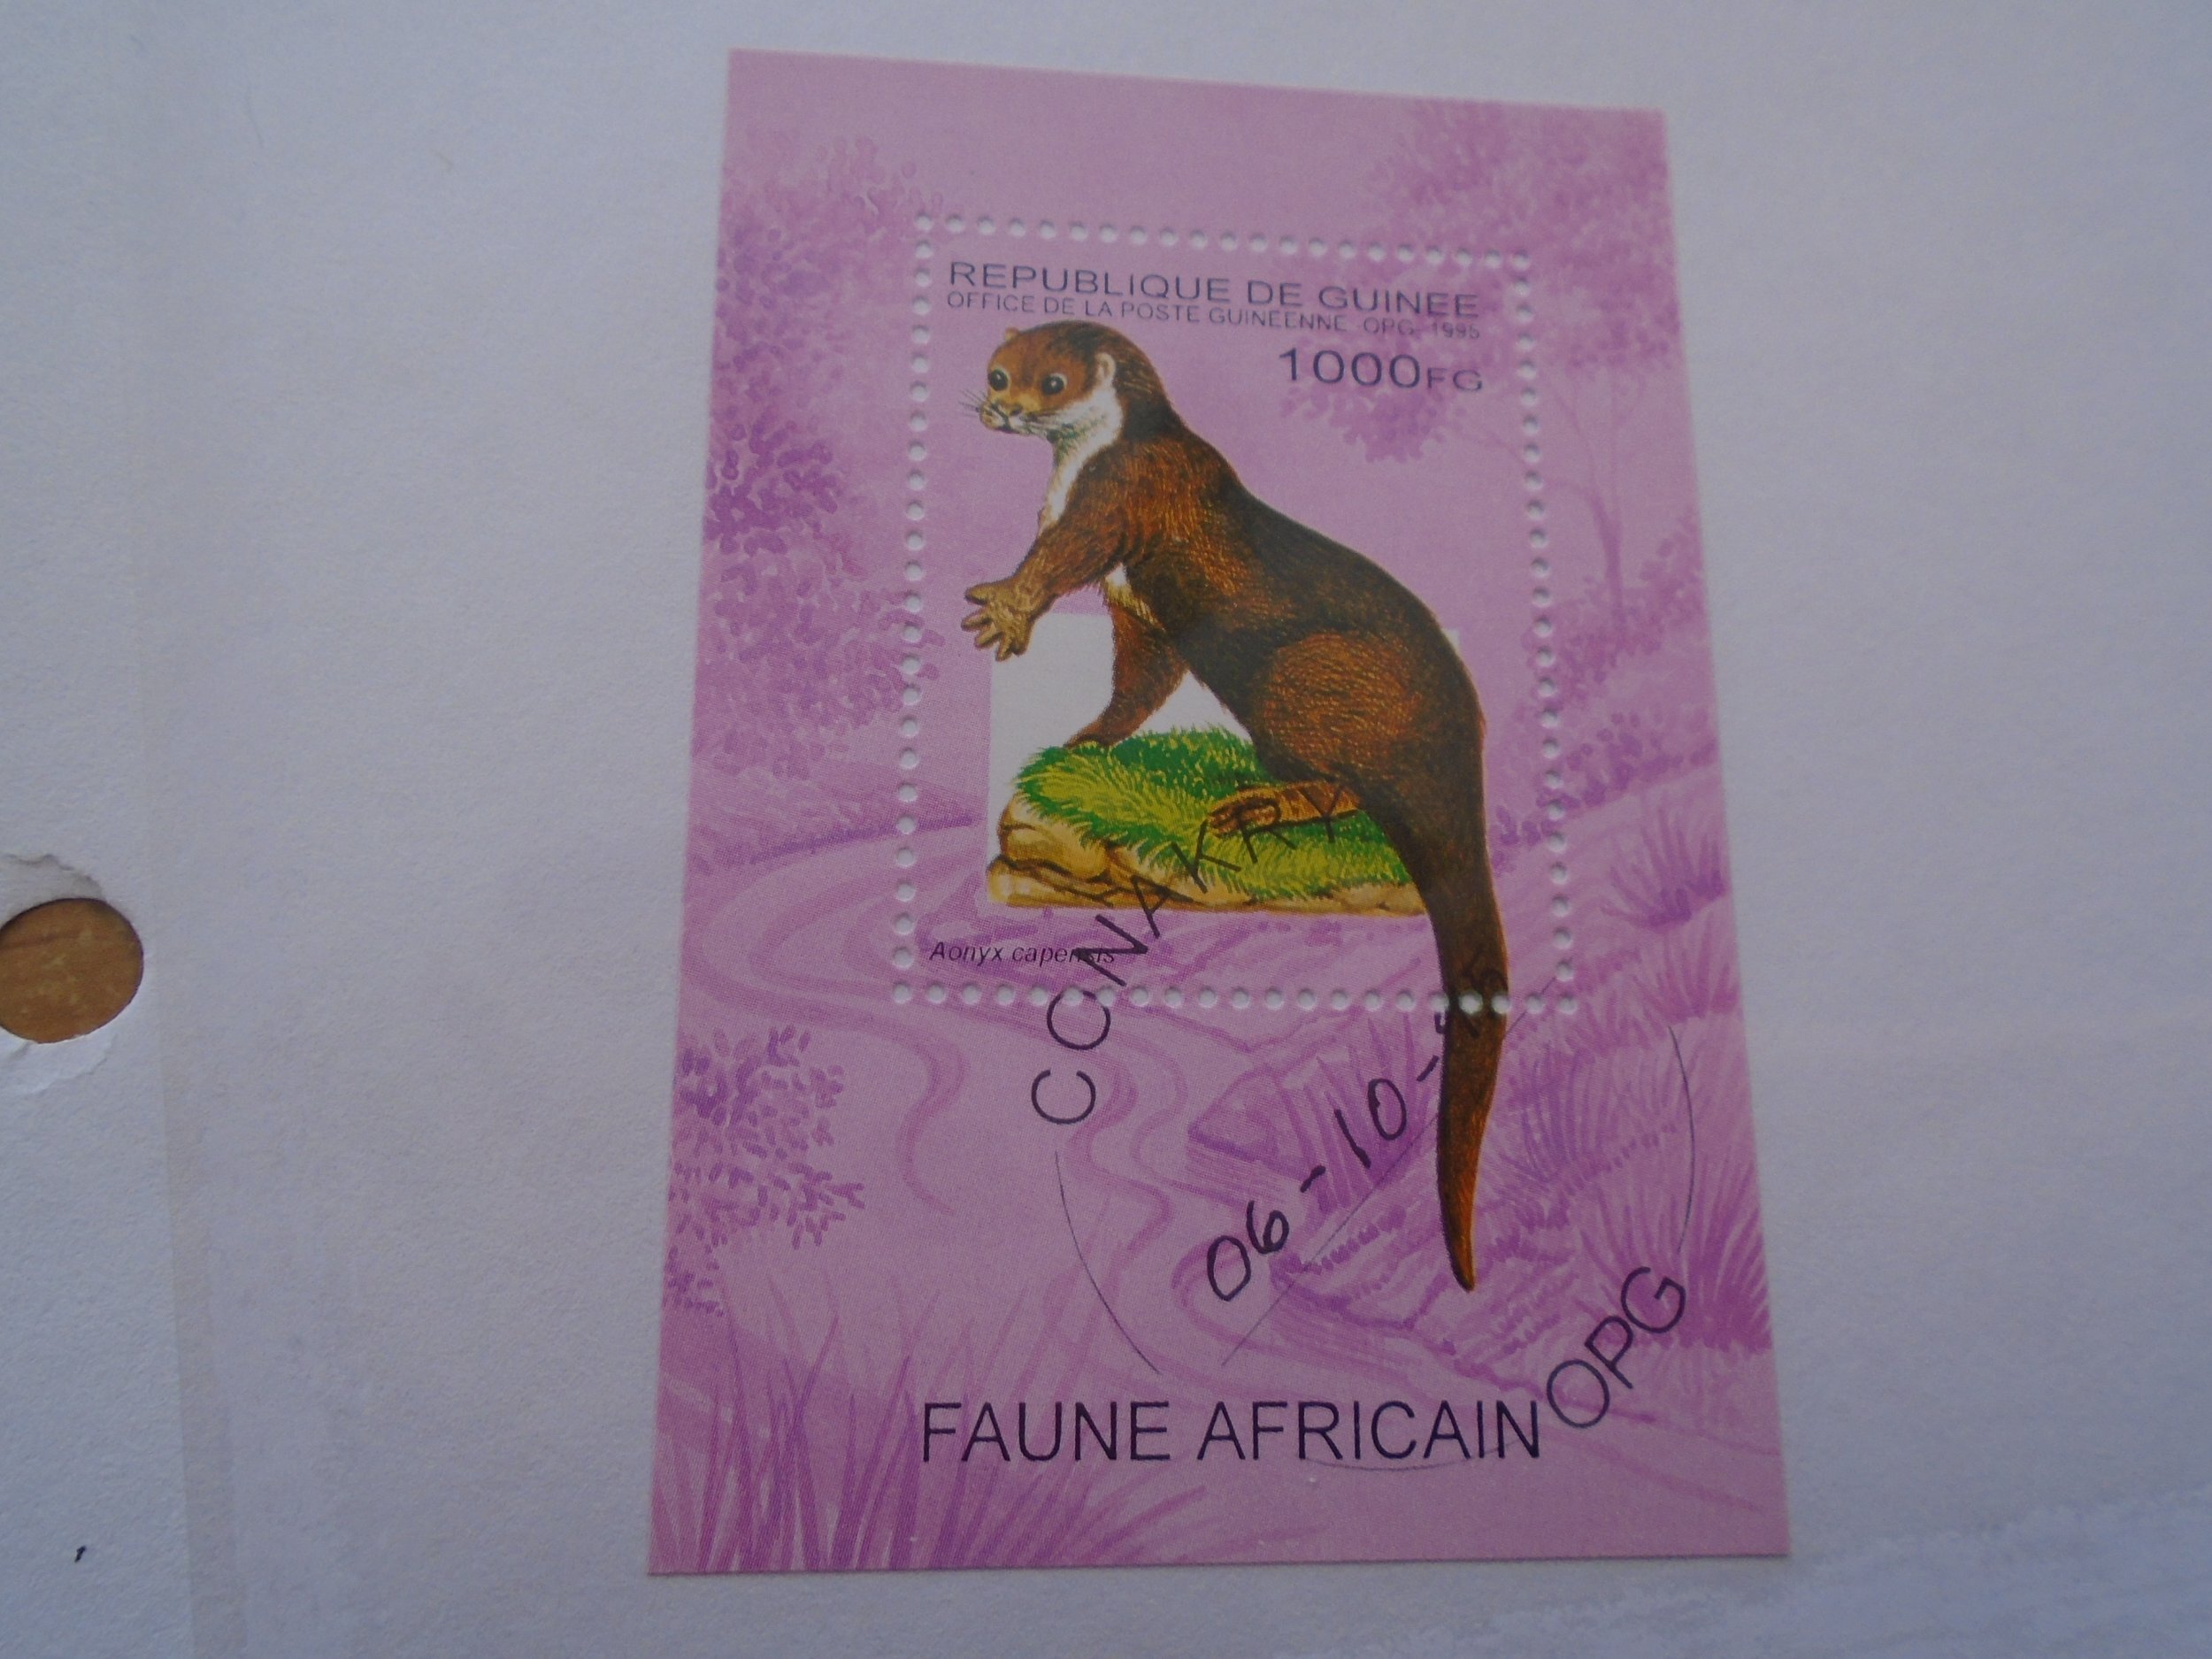 REPUBLIQUE DE GUINEE
OFFICE DE LA POSTE GUINEENNE OPG 1995
1000FG
Aonyx capensis
CONAKRY
06-10-95
OPG
FAUNE AFRICAIN